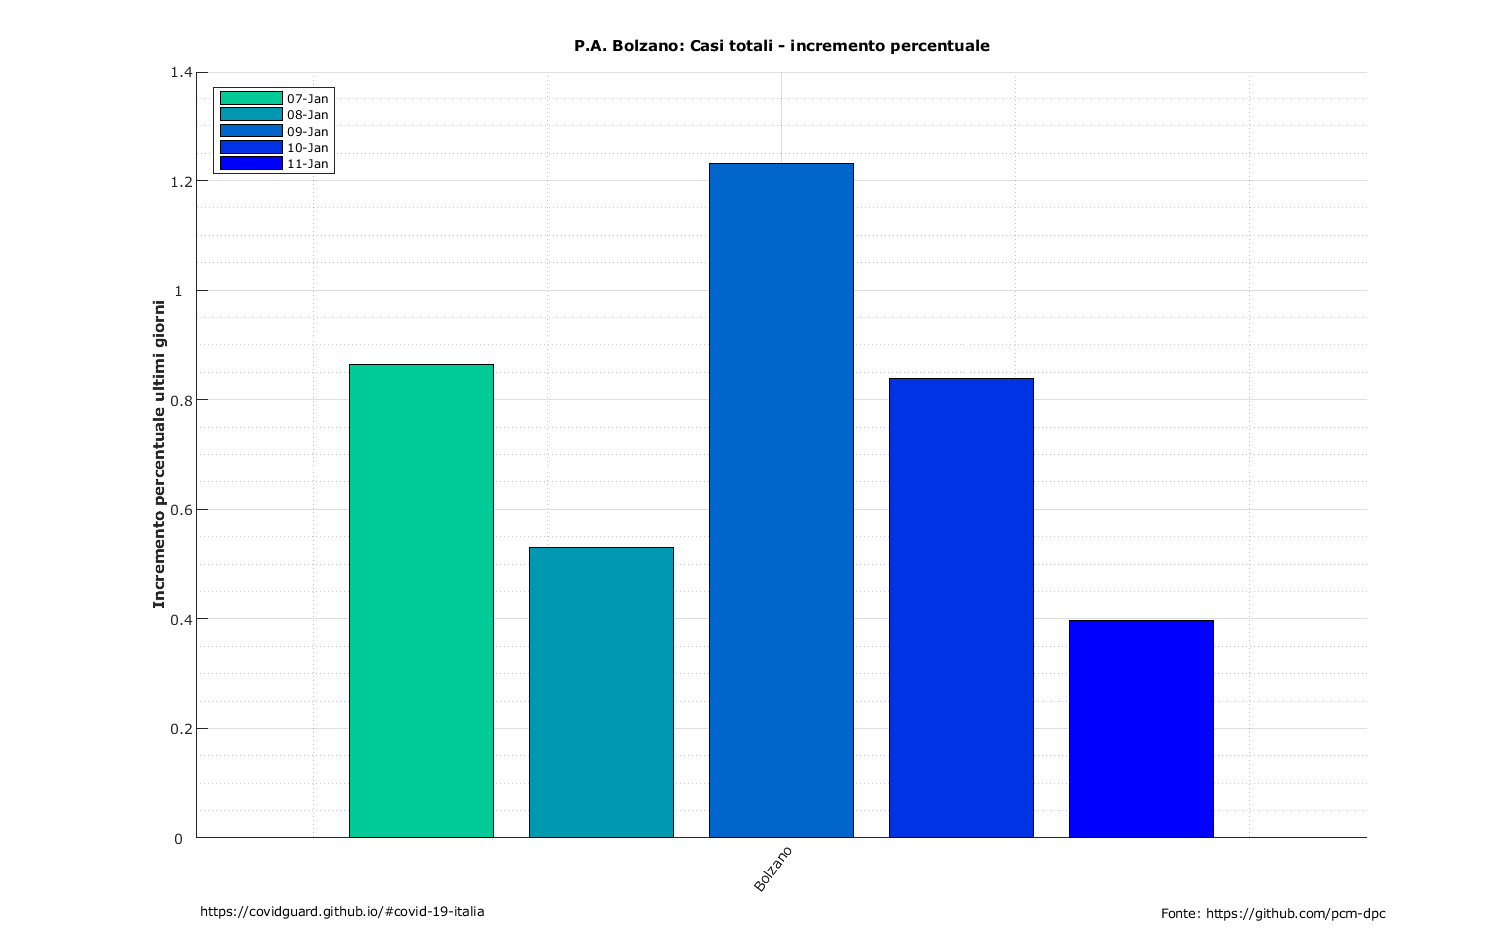 P.A. Bolzano: Casi totali - incremento percentuale
1.4
1.2
1
0.8
0.6
0.4
0.2
0
Incremento percentuale ultimi giorni
07-Jan
08-Jan
09-Jan
10-Jan
11-Jan
Bolzano
https://covidguard.github.io/#covid-19-italia
Fonte: https://github.com/pcm-dpc